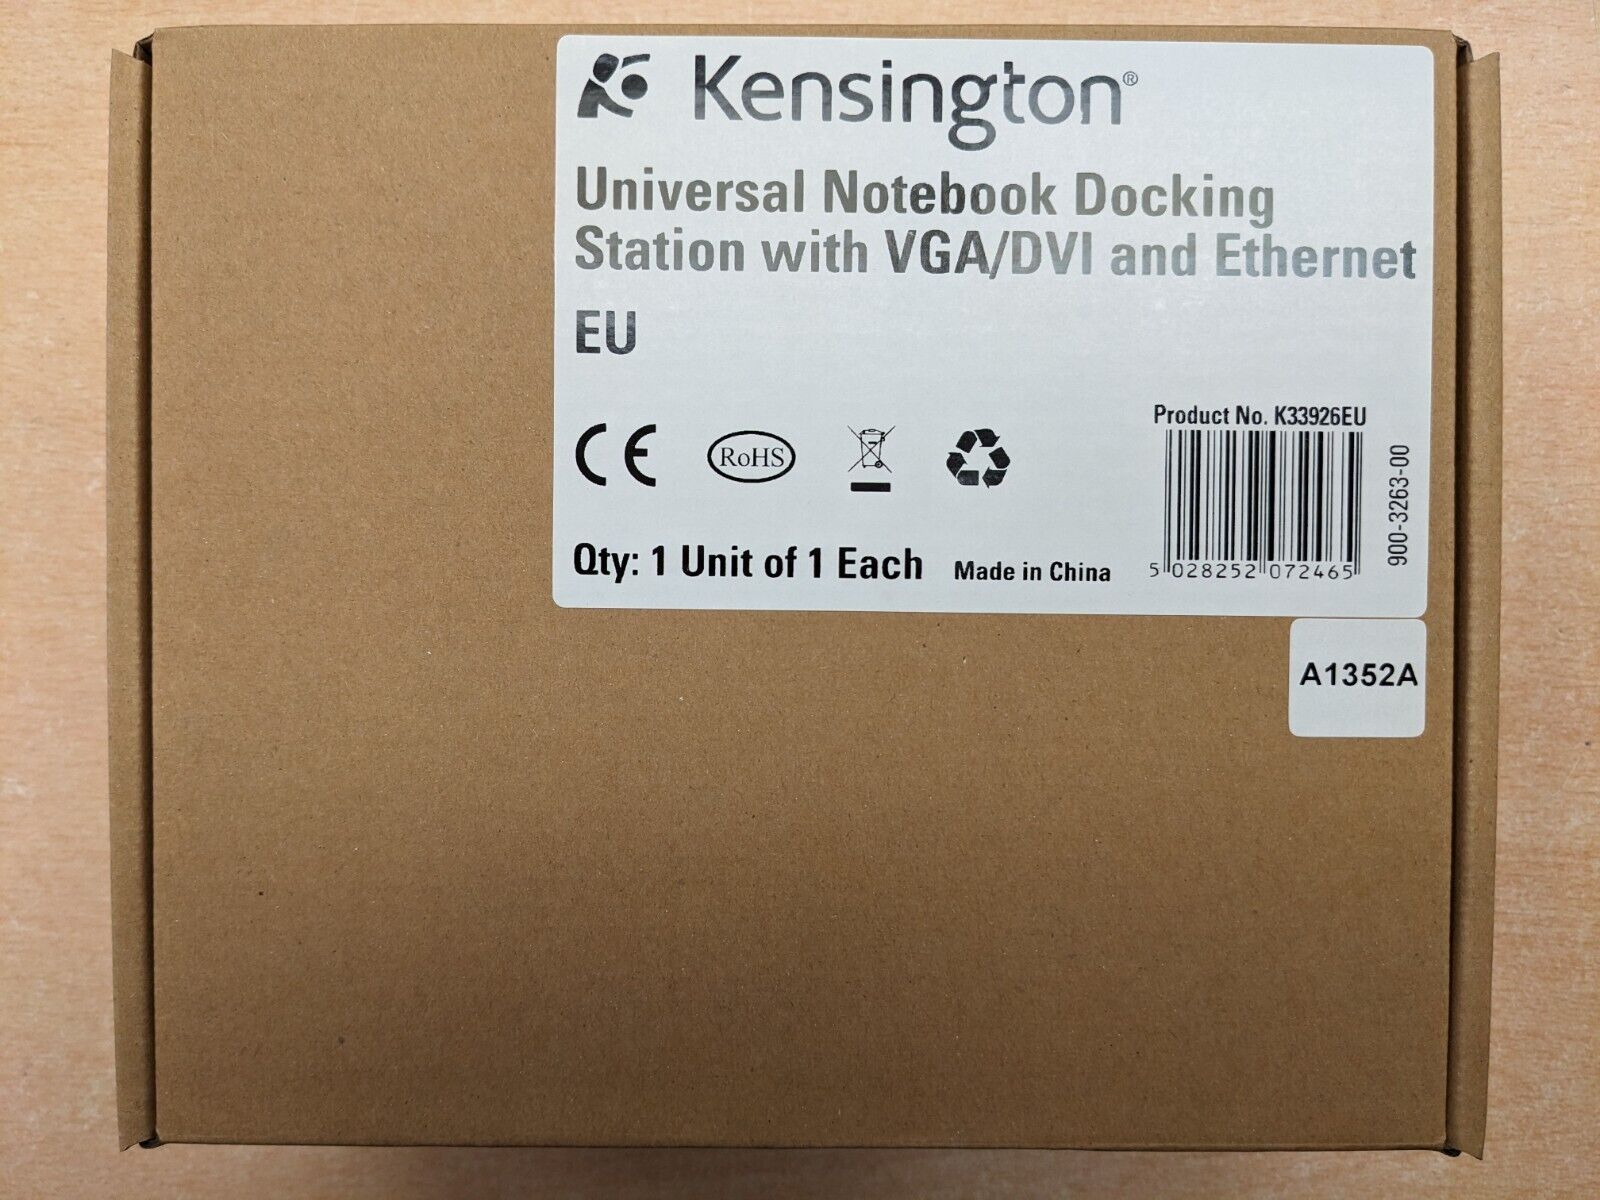 Kensington®
Universal Notebook Docking
Station with VGA/DVI and Ethernet
EU
Product No. K33926EU
CE
RoHS
900-3263-00
Qty: 1 Unit of 1 Each
Made in China
5 028252 072465
A1352A